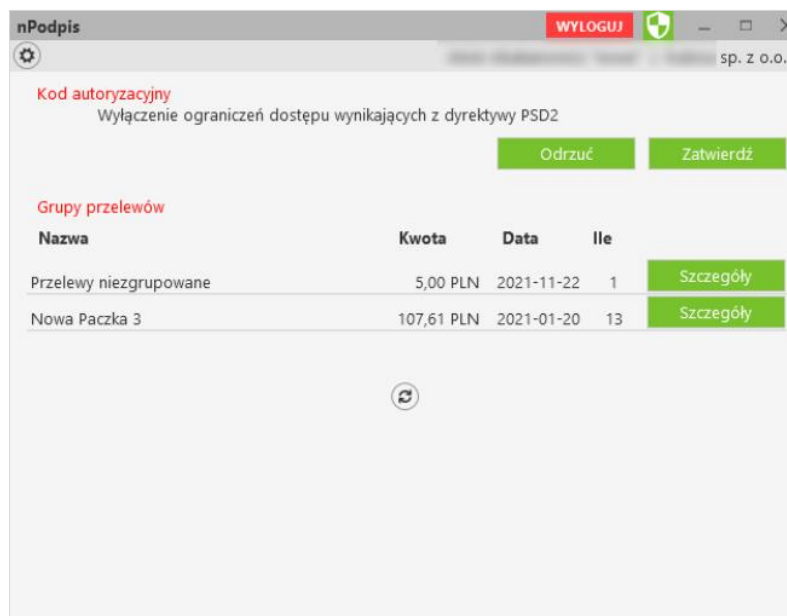 nPodpis WYLOGUJ
sp. z o.o.
Kod autoryzacyjny
Wyłączenie ograniczeń dostępu wynikających z dyrektywy PSD2
Odrzuć Zatwierdź
Grupy przelewów
Nazwa Kwota Data Ile
Przelewy niezgrupowane 5,00 PLN 2021-11-22 1 Szczegóły
Nowa Paczka 3 107,61 PLN 2021-01-20 13 Szczegóły